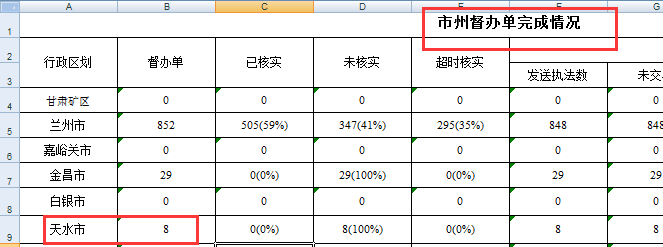 A B C D E F G
1 市州督办单完成情况
2 行政区划 督办单 已核实 未核实 超时核实
3 发送执法数 未交
4 甘肃矿区 0 0 0 0 0 0
5 兰州市 852 505(59%) 347(41%) 295(35%) 848 848
6 嘉峪关市 0 0 0 0 0 0
7 金昌市 29 0(0%) 29(100%) 0(0%) 29 29
8 白银市 0 0 0 0 0 0
9 天水市 8 0(0%) 8(100%) 0(0%) 8 8